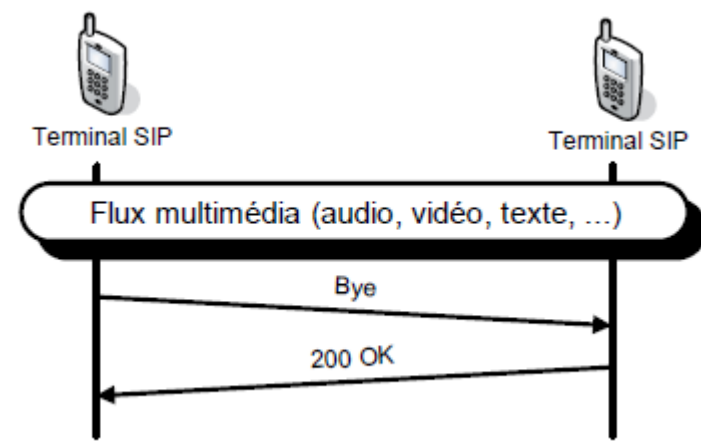 Terminal SIP
Terminal SIP
Flux multimédia (audio, vidéo, texte, ...)
Bye
200 OK